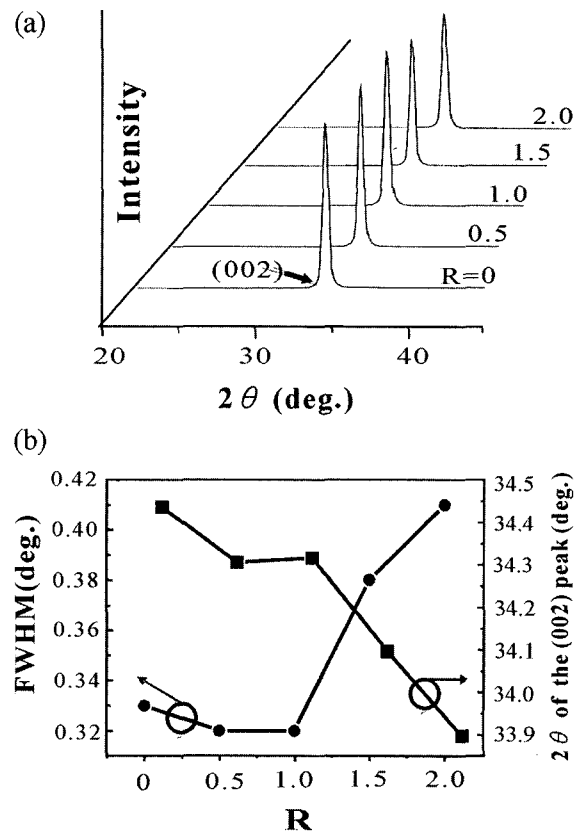 (a)
Intensity
2.0
1.5
1.0
0.5
R=0
(002)
20 30 40
2θ (deg.)
(b)
FWHM(deg.)
0.42
0.40
0.38
0.36
0.34
0.32
34.5
34.4
34.3
34.2
34.1
34.0
33.9
2θ of the (002) peak(deg.)
0 0.5 1.0 1.5 2.0
R